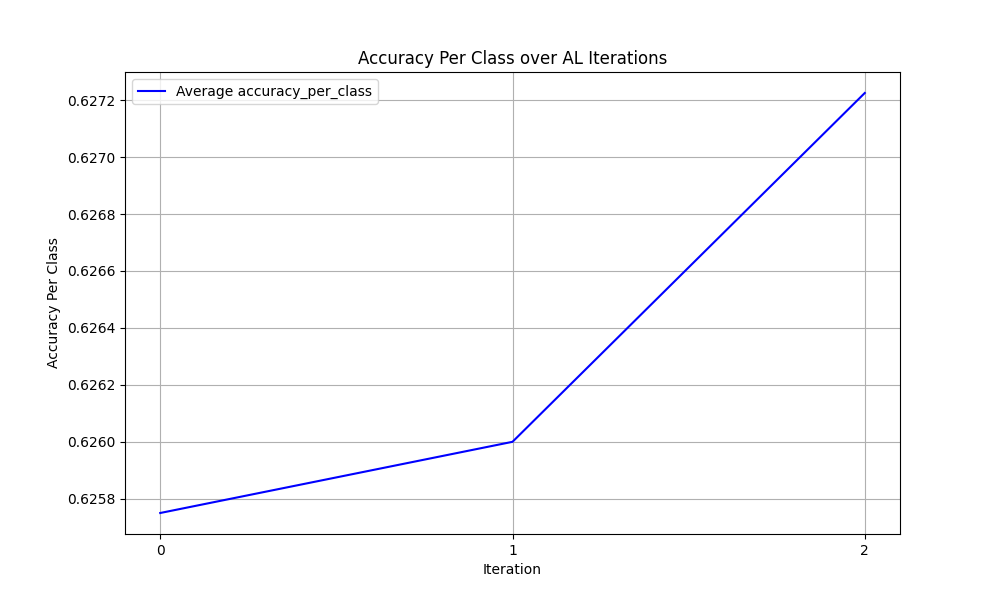 Accuracy Per Class over AL Iterations
Average accuracy_per_class
0.6272
0.6270
0.6268
0.6266
0.6264
0.6262
0.6260
0.6258
Accuracy Per Class
0 1 2
Iteration